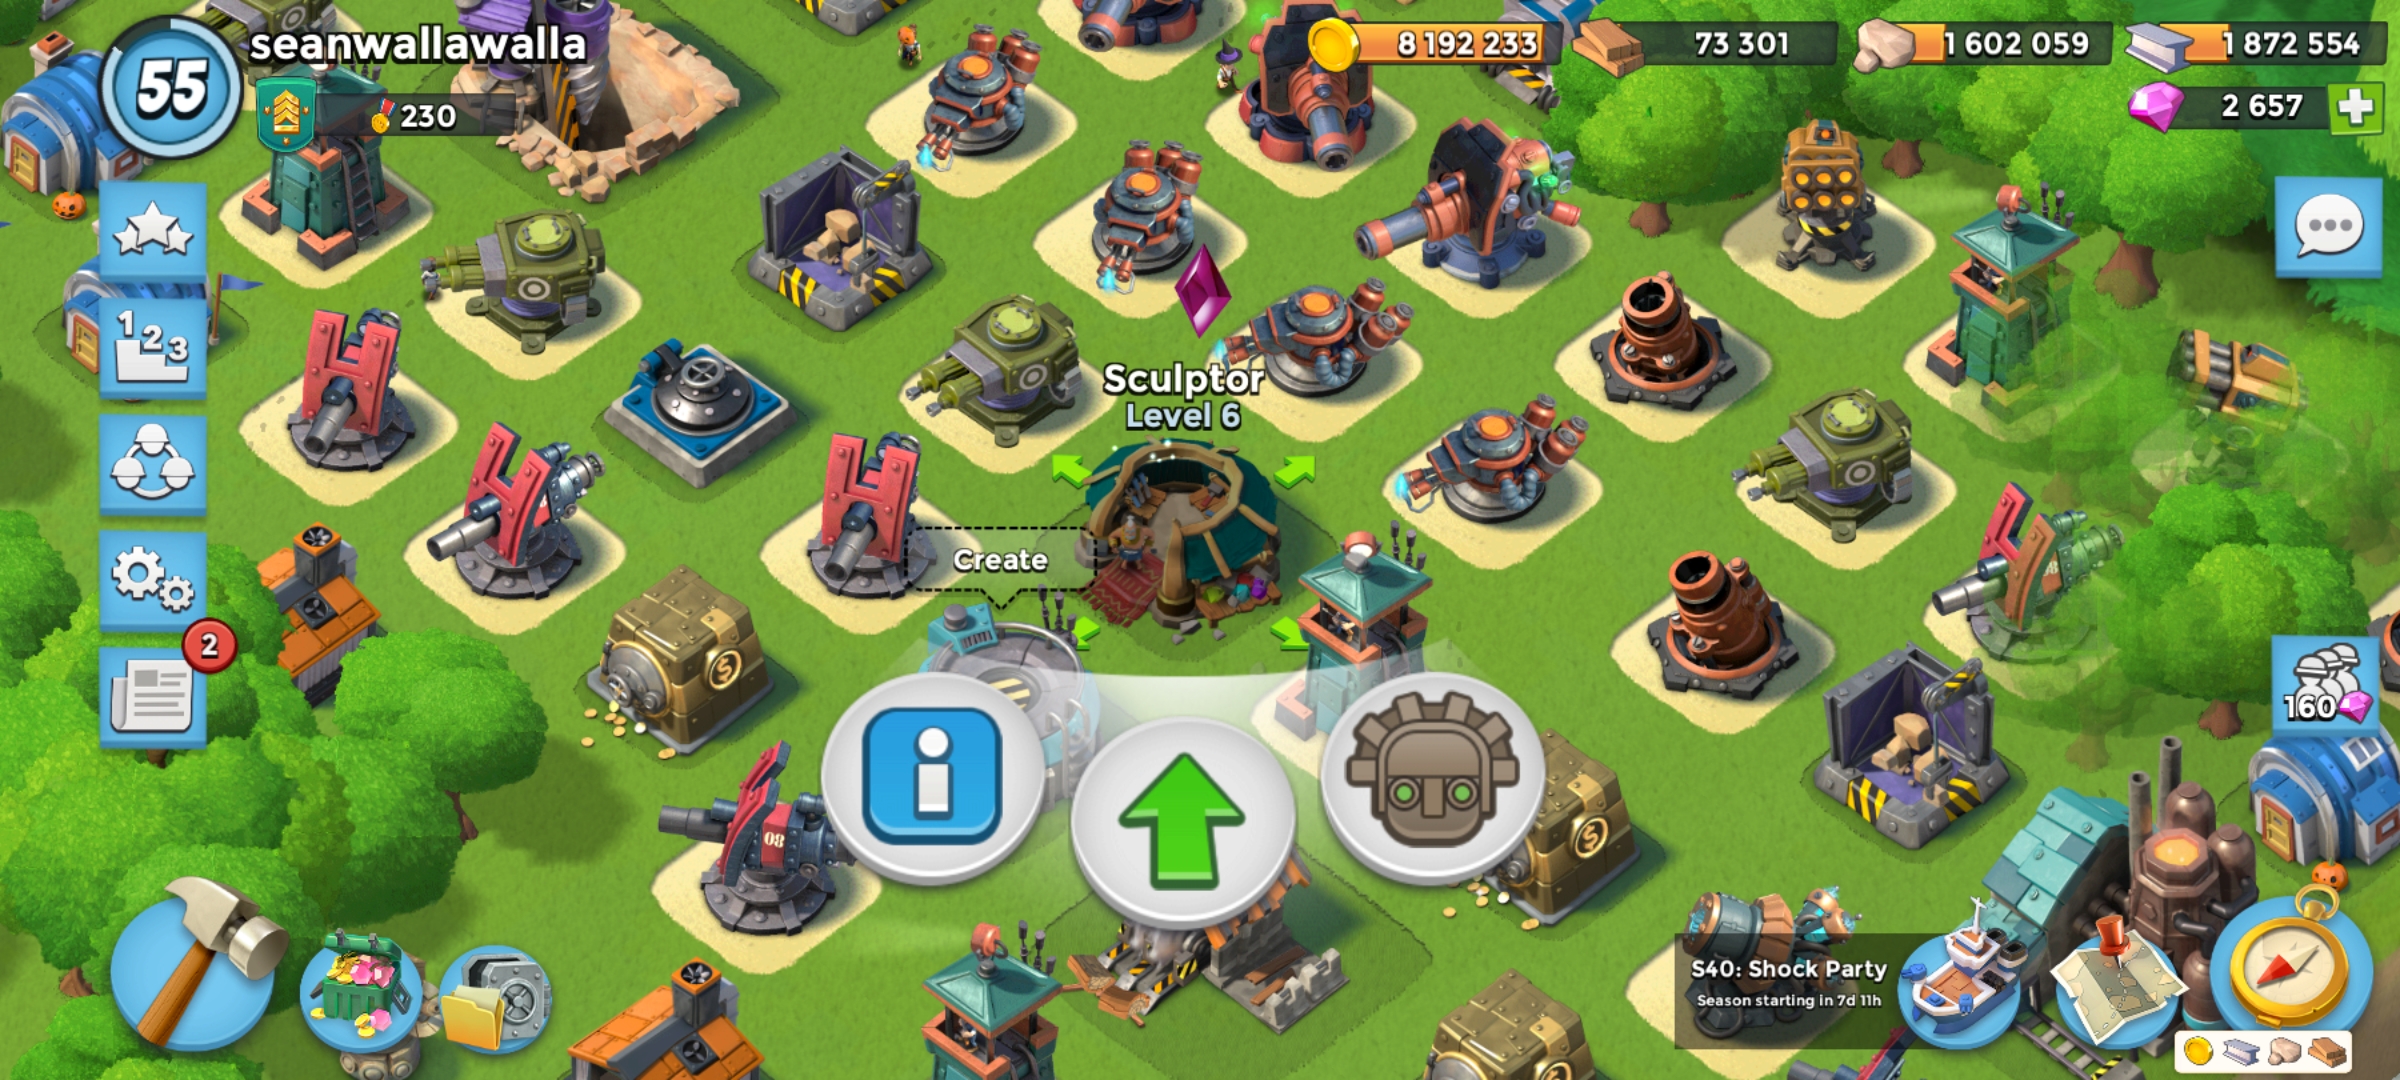 55
seanwallawalla
230
8 192 233
73 301
1 602 059
1 872 554
2 657
123
Sculptor
Level 6
Create
2
160
08
S40: Shock Party
Season starting in 7d 11h